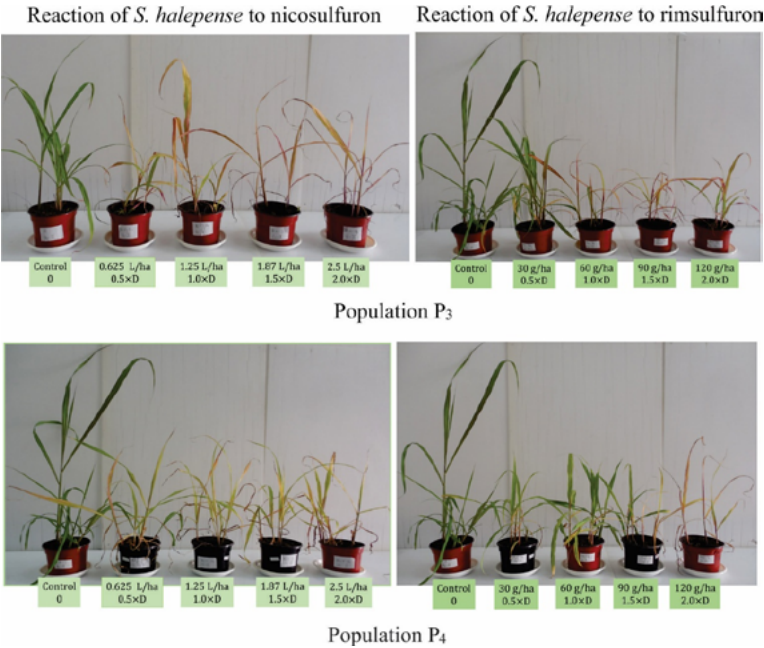 Reaction of S. halepense to nicosulfuron
Reaction of S. halepense to rimsulfuron
Control
0
0.625 L/ha
0.5×D
1.25 L/ha
1.0×D
1.87 L/ha
1.5×D
2.5 L/ha
2.0×D
Control
0
30 g/ha
0.5×D
60 g/ha
1.0×D
90 g/ha
1.5×D
120 g/ha
2.0×D
Population P₃
Control
0
0.625 L/ha
0.5×D
1.25 L/ha
1.0×D
1.87 L/ha
1.5×D
2.5 L/ha
2.0×D
Control
0
30 g/ha
0.5×D
60 g/ha
1.0×D
90 g/ha
1.5×D
120 g/ha
2.0×D
Population P₄